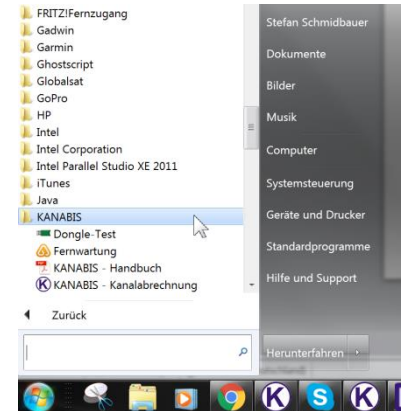 FRITZ!Fernzugang
Gadwin
Garmin
Ghostscript
Globalsat
GoPro
HP
Intel
Intel Corporation
Intel Parallel Studio XE 2011
iTunes
Java
KANABIS
Dongle-Test
Fernwartung
KANABIS - Handbuch
KANABIS - Kanalabrechnung
Zurück
Stefan Schmidbauer
Dokumente
Bilder
Musik
Computer
Systemsteuerung
Geräte und Drucker
Standardprogramme
Hilfe und Support
Herunterfahren